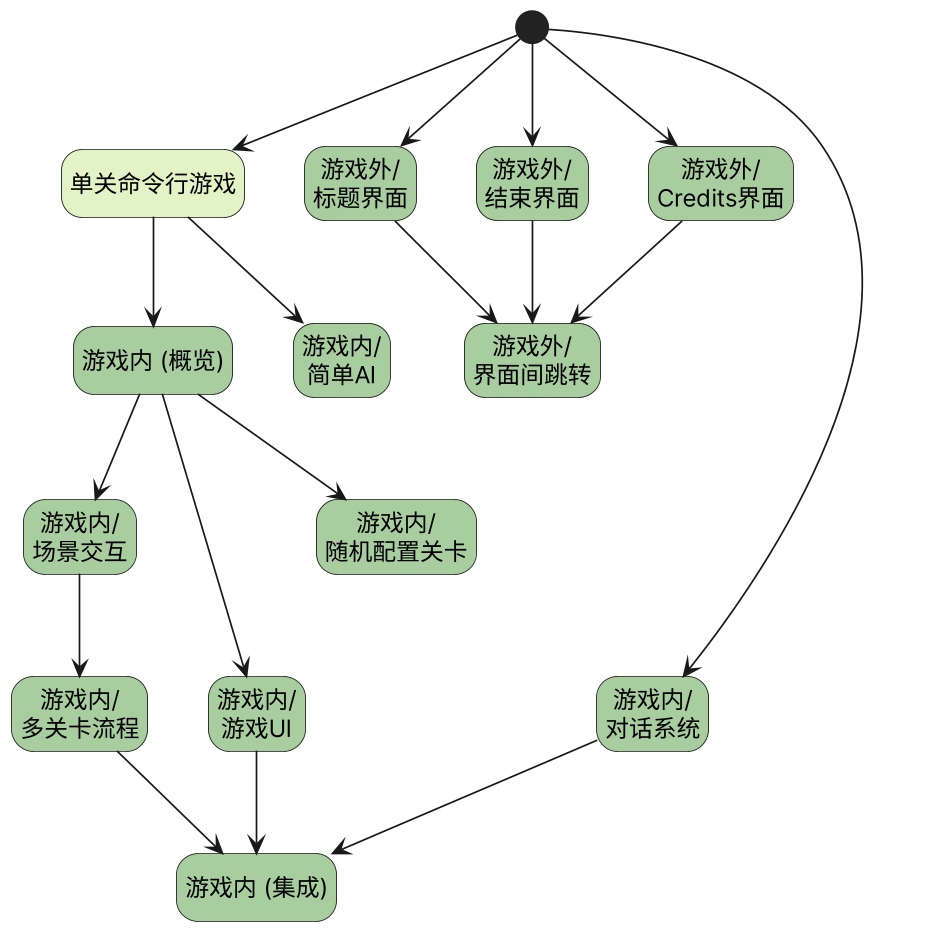 单关命令行游戏
游戏外/
标题界面
游戏外/
结束界面
游戏外/
Credits界面
游戏内 (概览)
游戏内/
简单AI
游戏外/
界面间跳转
游戏内/
场景交互
游戏内/
随机配置关卡
游戏内/
多关卡流程
游戏内/
游戏UI
游戏内/
对话系统
游戏内 (集成)